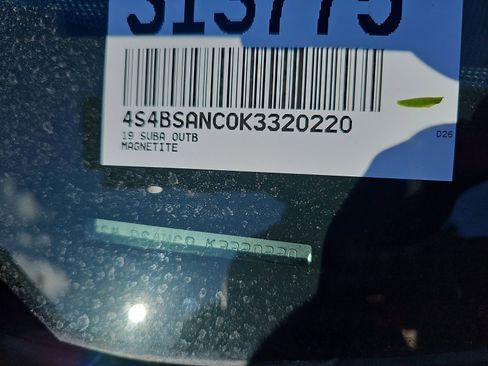 313775
4S4BSANC0K3320220
19 SUBA OUTB
MAGNETITE
D26